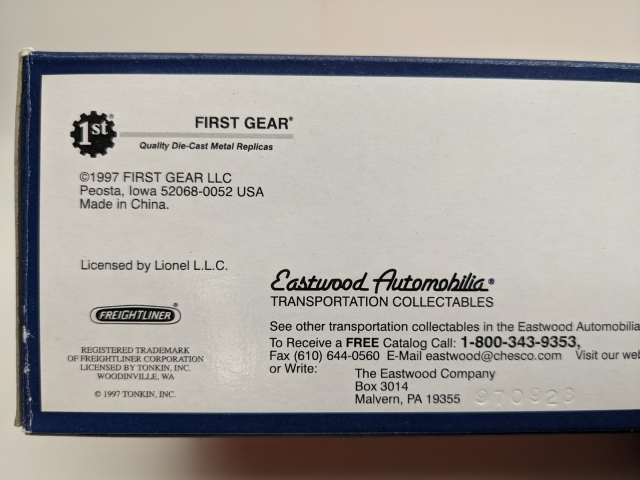 1st
FIRST GEAR®
Quality Die-Cast Metal Replicas
©1997 FIRST GEAR LLC
Peosta, Iowa 52068-0052 USA
Made in China.
Licensed by Lionel L.L.C.
FREIGHTLINER®
REGISTERED TRADEMARK
OF FREIGHTLINER CORPORATION
LICENSED BY TONKIN, INC.
WOODINVILLE, WA
© 1997 TONKIN, INC.
Eastwood Automobilia®
TRANSPORTATION COLLECTABLES
See other transportation collectables in the Eastwood Automobilia
To Receive a FREE Catalog Call: 1-800-343-9353,
Fax (610) 644-0560 E-Mail eastwood@chesco.com Visit our we
or Write:
The Eastwood Company
Box 3014
Malvern, PA 19355